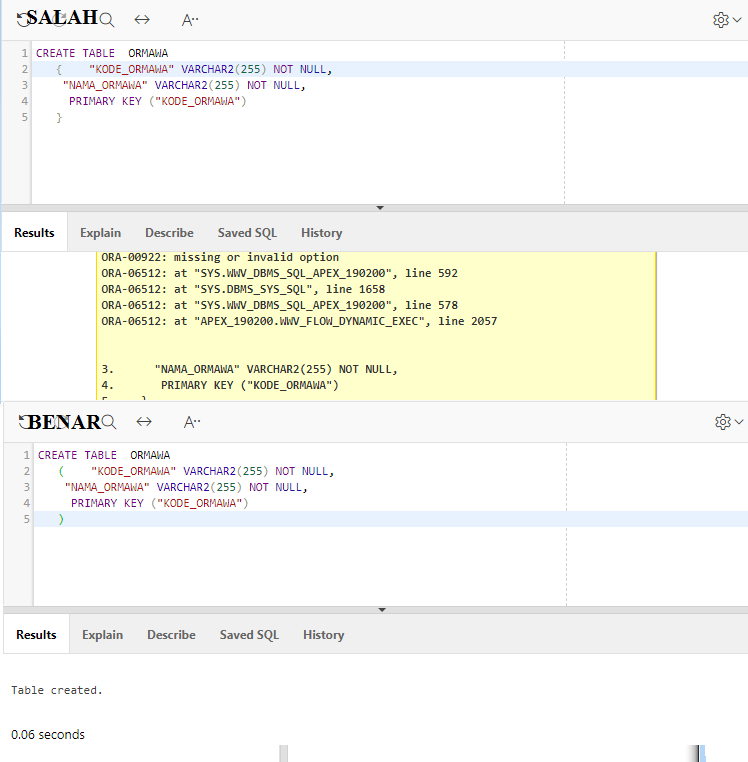 SALAH
A··
1 CREATE TABLE  ORMAWA
2    {    "KODE_ORMAWA" VARCHAR2(255) NOT NULL,
3     "NAMA_ORMAWA" VARCHAR2(255) NOT NULL,
4      PRIMARY KEY ("KODE_ORMAWA")
5    }
Results Explain Describe Saved SQL History
ORA-00922: missing or invalid option
ORA-06512: at "SYS.WWV_DBMS_SQL_APEX_190200", line 592
ORA-06512: at "SYS.DBMS_SYS_SQL", line 1658
ORA-06512: at "SYS.WWV_DBMS_SQL_APEX_190200", line 578
ORA-06512: at "APEX_190200.WWV_FLOW_DYNAMIC_EXEC", line 2057
3.      "NAMA_ORMAWA" VARCHAR2(255) NOT NULL,
4.       PRIMARY KEY ("KODE_ORMAWA")
BENAR
A··
1 CREATE TABLE  ORMAWA
2    (    "KODE_ORMAWA" VARCHAR2(255) NOT NULL,
3     "NAMA_ORMAWA" VARCHAR2(255) NOT NULL,
4      PRIMARY KEY ("KODE_ORMAWA")
5    )
Results Explain Describe Saved SQL History
Table created.
0.06 seconds